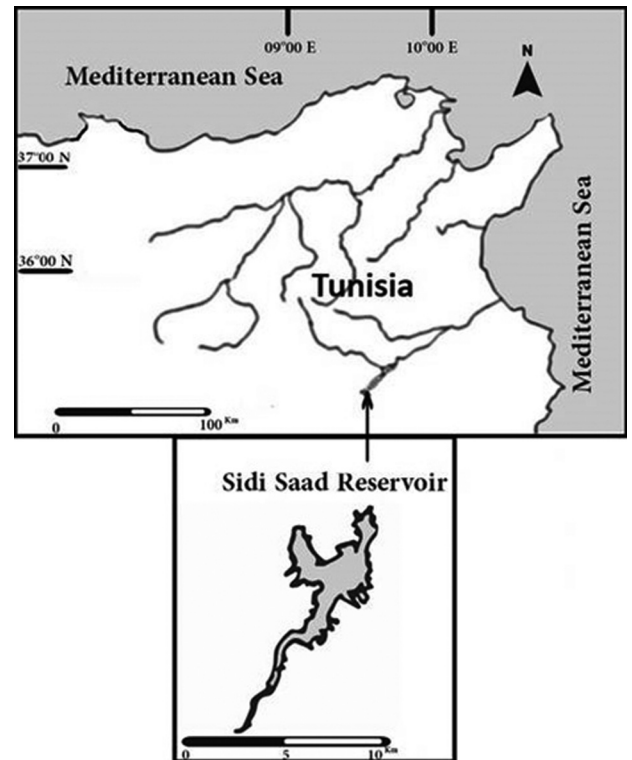 09°00 E 10°00 E
Mediterranean Sea
N
37°00 N
Mediterranean Sea
36°00 N
Tunisia
0 100 Km
Sidi Saad Reservoir
0 5 10 Km